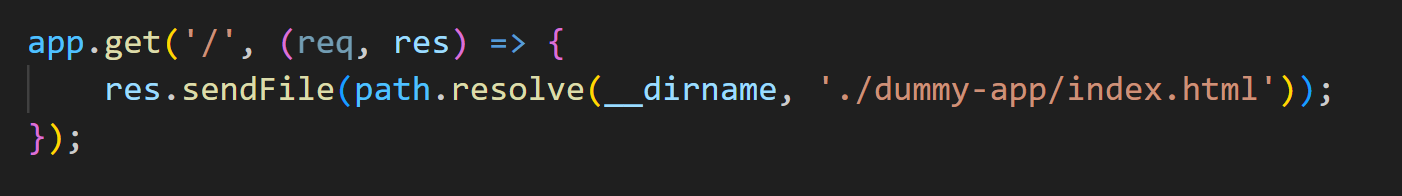 app.get('/', (req, res) => {
    res.sendFile(path.resolve(__dirname, './dummy-app/index.html'));
});